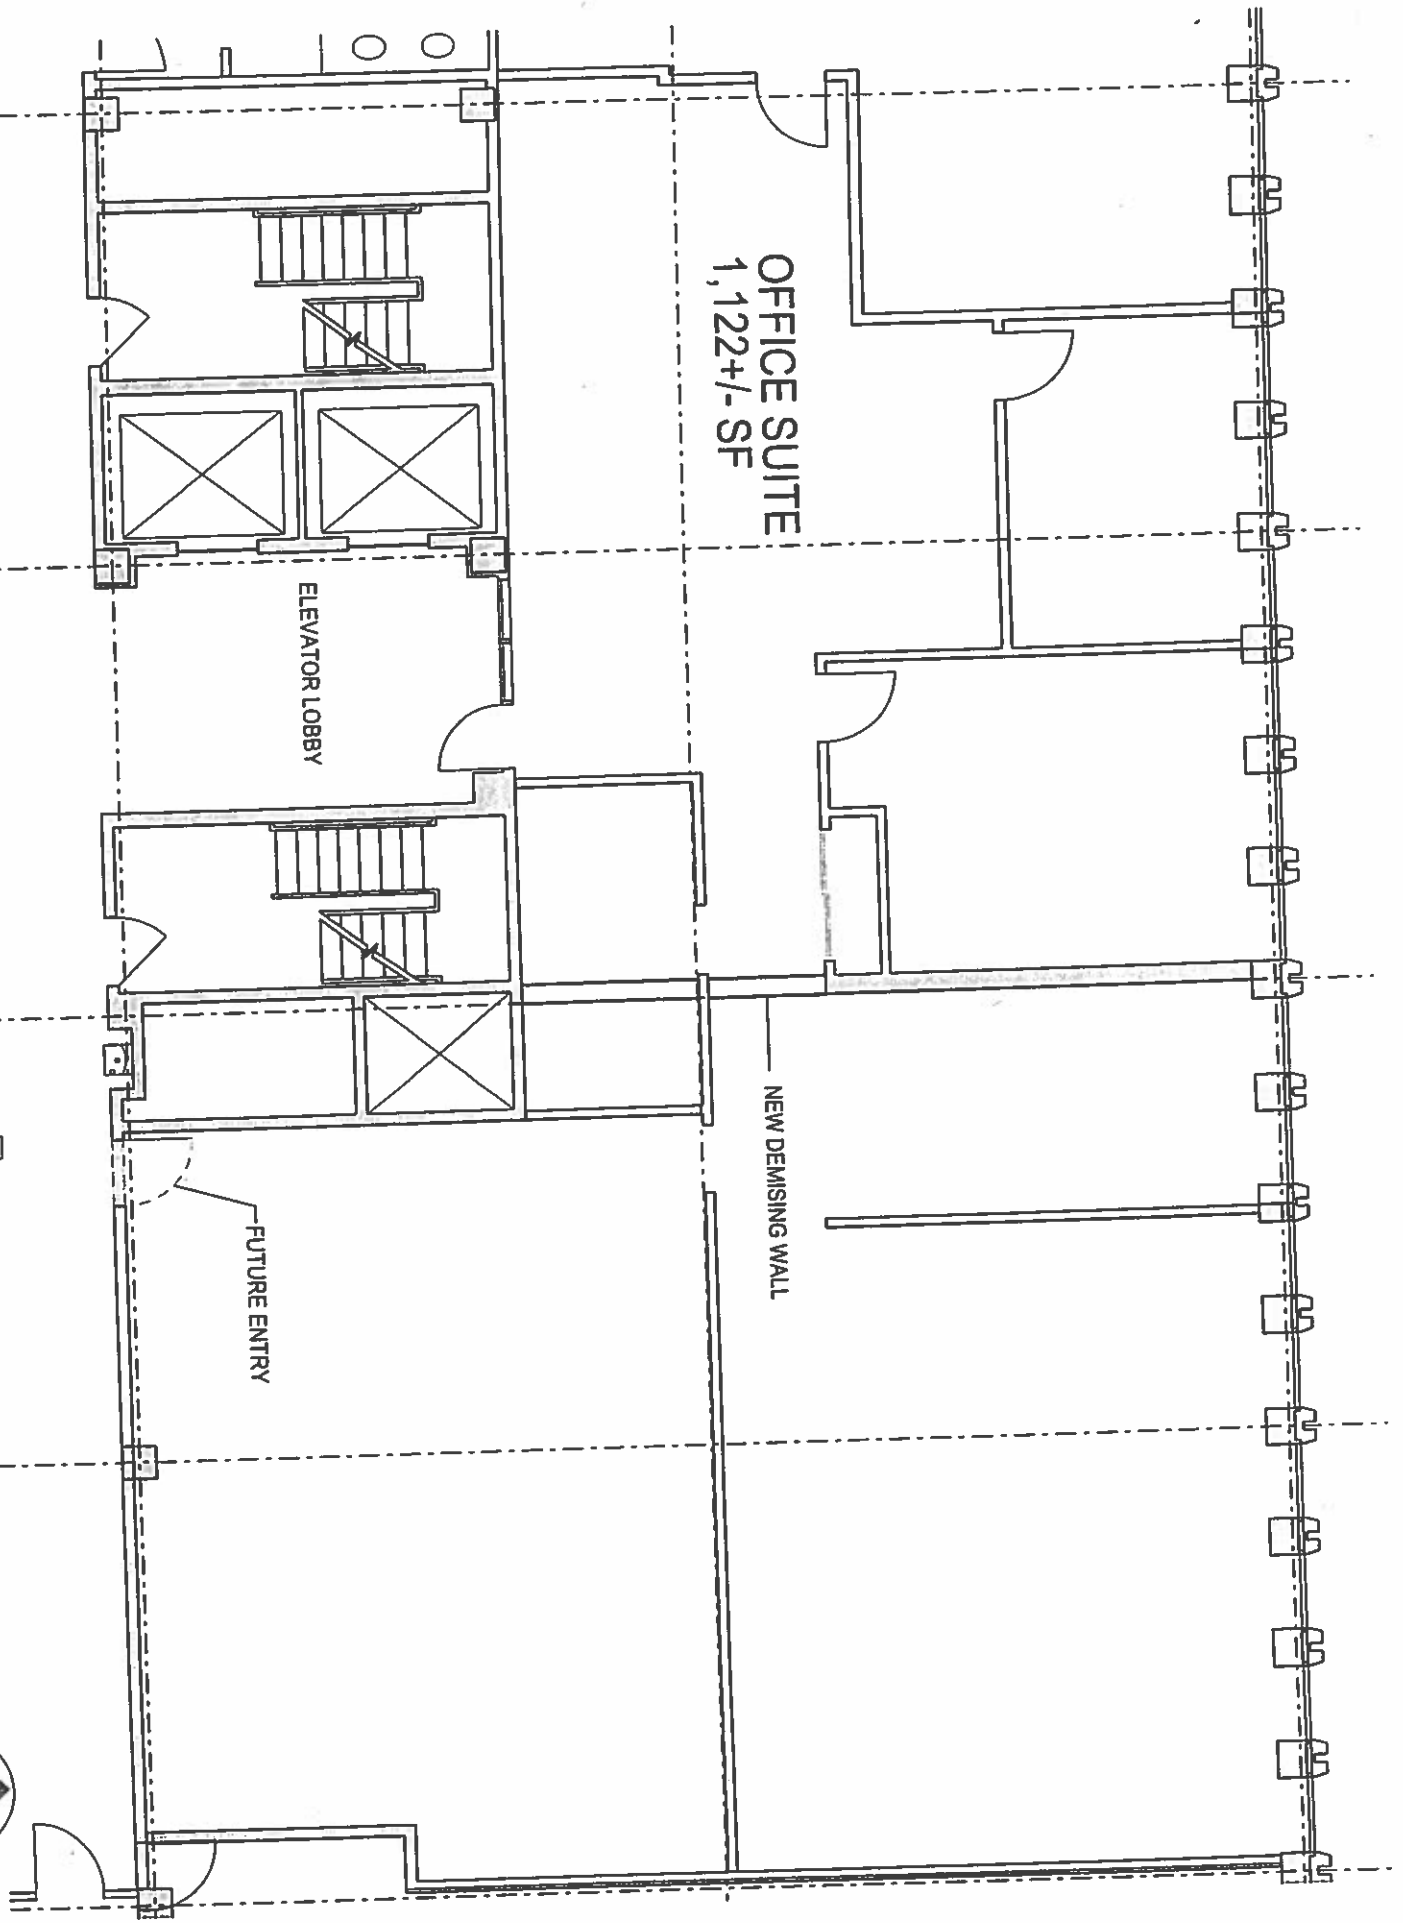 OFFICE SUITE
1,122+/- SF
ELEVATOR LOBBY
NEW DEMISING WALL
FUTURE ENTRY